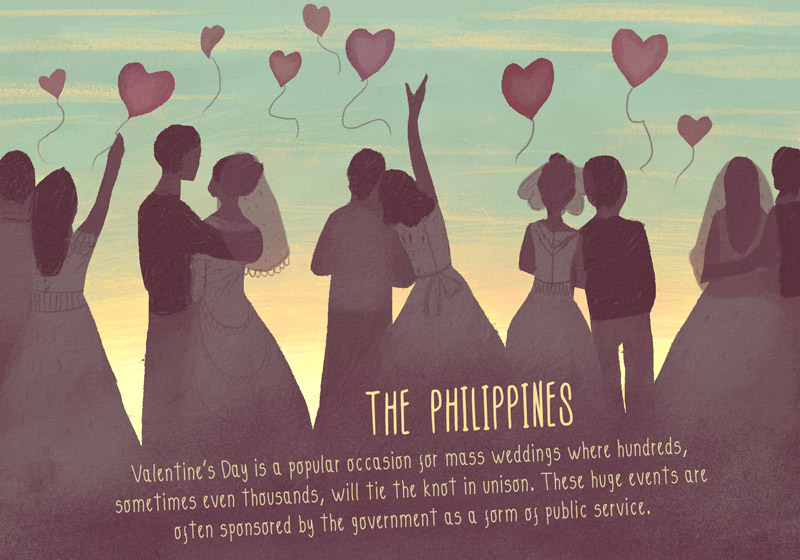 THE PHILIPPINES
Valentine's Day is a popular occasion for mass weddings where hundreds,
sometimes even thousands, will tie the knot in unison. These huge events are
often sponsored by the government as a form of public service.